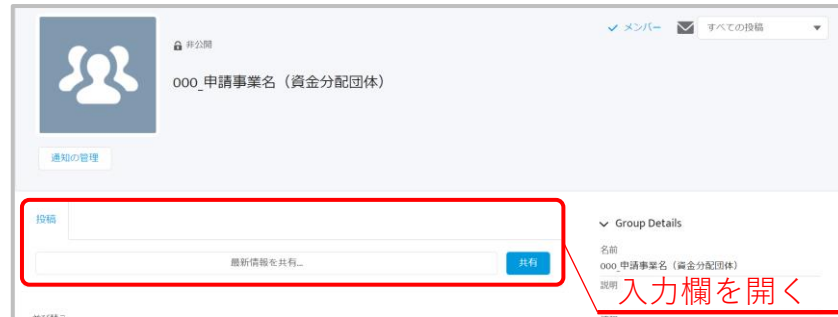 メンバー
すべての投稿
非公開
000_申請事業名（資金分配団体）
通知の管理
投稿
最新情報を共有...
共有
Group Details
名前
000_申請事業名（資金分配団体）
説明
入力欄を開く